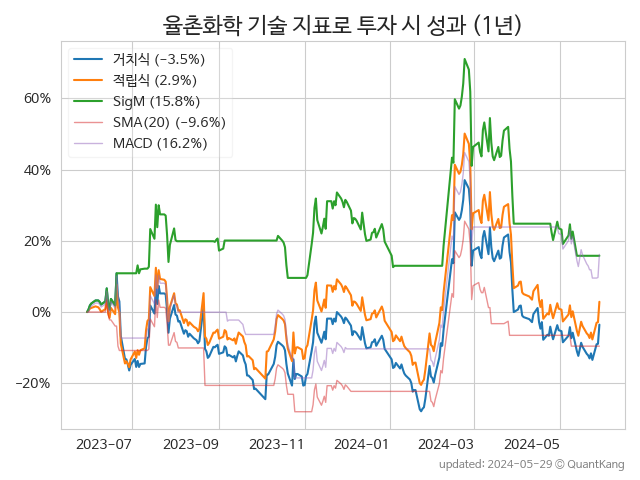 율촌화학 기술 지표로 투자 시 성과 (1년)
거치식 (−3.5%)
적립식 (2.9%)
SigM (15.8%)
SMA(20) (−9.6%)
MACD (16.2%)
60%
40%
20%
0%
−20%
2023−07 2023−09 2023−11 2024−01 2024−03 2024−05
updated: 2024−05−29 © QuantKang